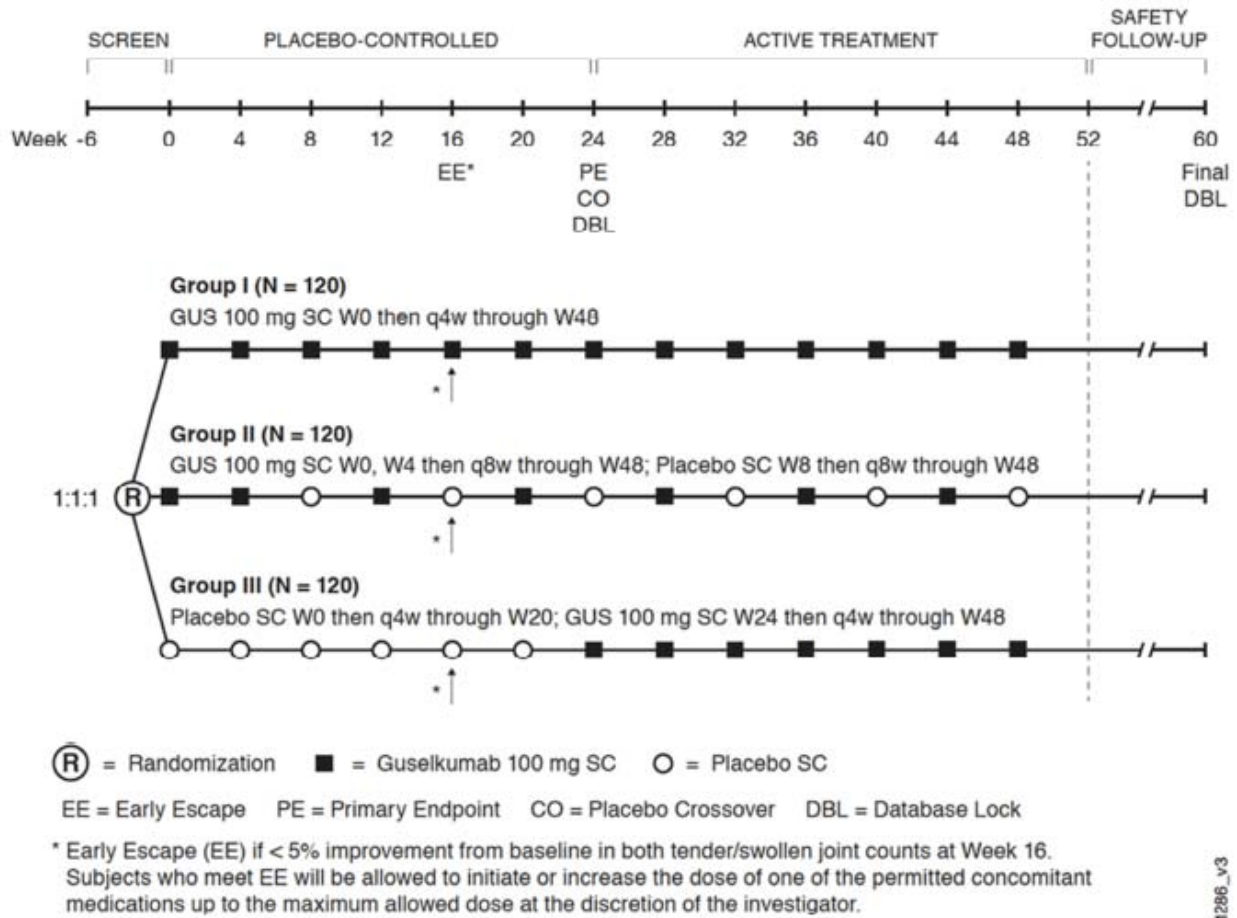 SCREEN PLACEBO-CONTROLLED ACTIVE TREATMENT SAFETY
FOLLOW-UP
Week -6 0 4 8 12 16 20 24 28 32 36 40 44 48 52 60
EE* PE Final
CO DBL
DBL
Group I (N = 120)
GUS 100 mg SC W0 then q4w through W48
*
Group II (N = 120)
GUS 100 mg SC W0, W4 then q8w through W48; Placebo SC W8 then q8w through W48
1:1:1 R
*
Group III (N = 120)
Placebo SC W0 then q4w through W20; GUS 100 mg SC W24 then q4w through W48
*
R = Randomization = Guselkumab 100 mg SC = Placebo SC
EE = Early Escape PE = Primary Endpoint CO = Placebo Crossover DBL = Database Lock
* Early Escape (EE) if < 5% improvement from baseline in both tender/swollen joint counts at Week 16.
Subjects who meet EE will be allowed to initiate or increase the dose of one of the permitted concomitant
medications up to the maximum allowed dose at the discretion of the investigator.
1286_v3